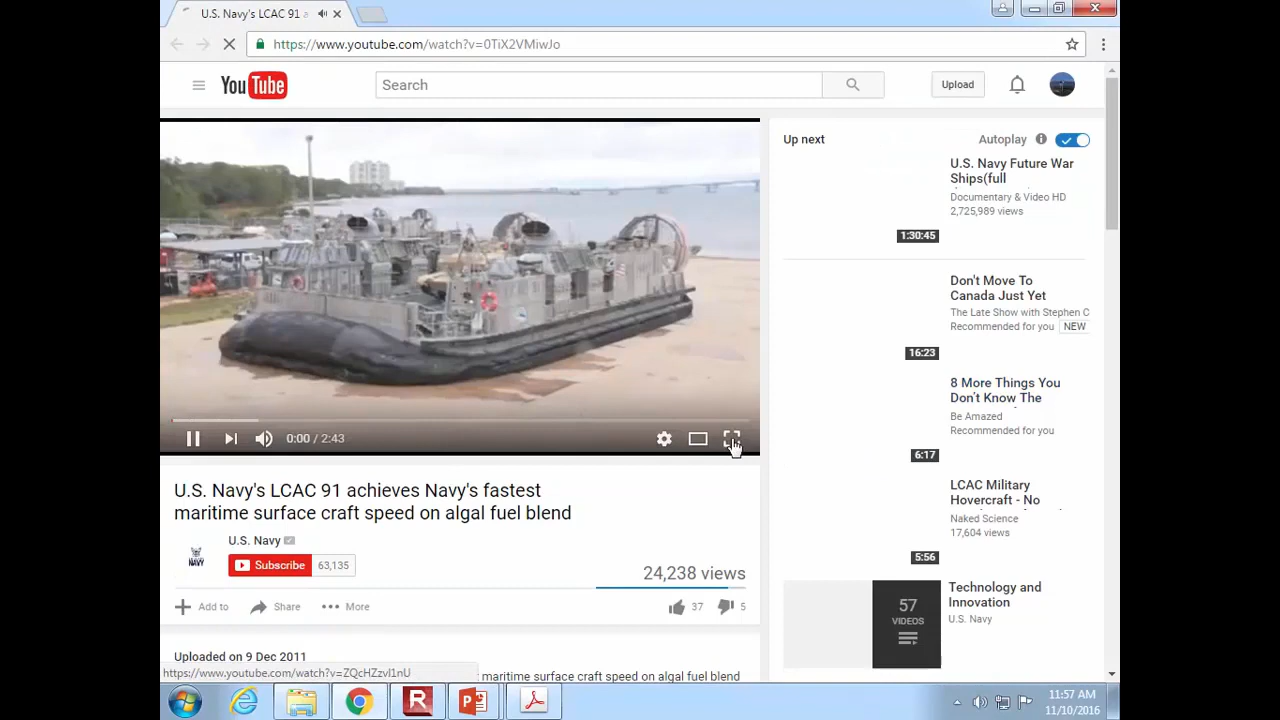 U.S. Navy's LCAC 91 a
https://www.youtube.com/watch?v=0TiX2VMiwJo
YouTube
Search
Upload
Up next
Autoplay
U.S. Navy Future War
Ships(full
Documentary & Video HD
2,725,989 views
1:30:45
Don't Move To
Canada Just Yet
The Late Show with Stephen C
Recommended for you NEW
16:23
8 More Things You
Don't Know The
Be Amazed
Recommended for you
6:17
LCAC Military
Hovercraft - No
Naked Science
17,604 views
5:56
57
VIDEOS
Technology and
Innovation
U.S. Navy
0:00 / 2:43
U.S. Navy's LCAC 91 achieves Navy's fastest
maritime surface craft speed on algal fuel blend
NAVY
U.S. Navy
Subscribe 63,135
24,238 views
Add to Share More 37 5
Uploaded on 9 Dec 2011
https://www.youtube.com/watch?v=ZQcHZzvI1nU
maritime surface craft speed on algal fuel blend
11:57 AM
11/10/2016